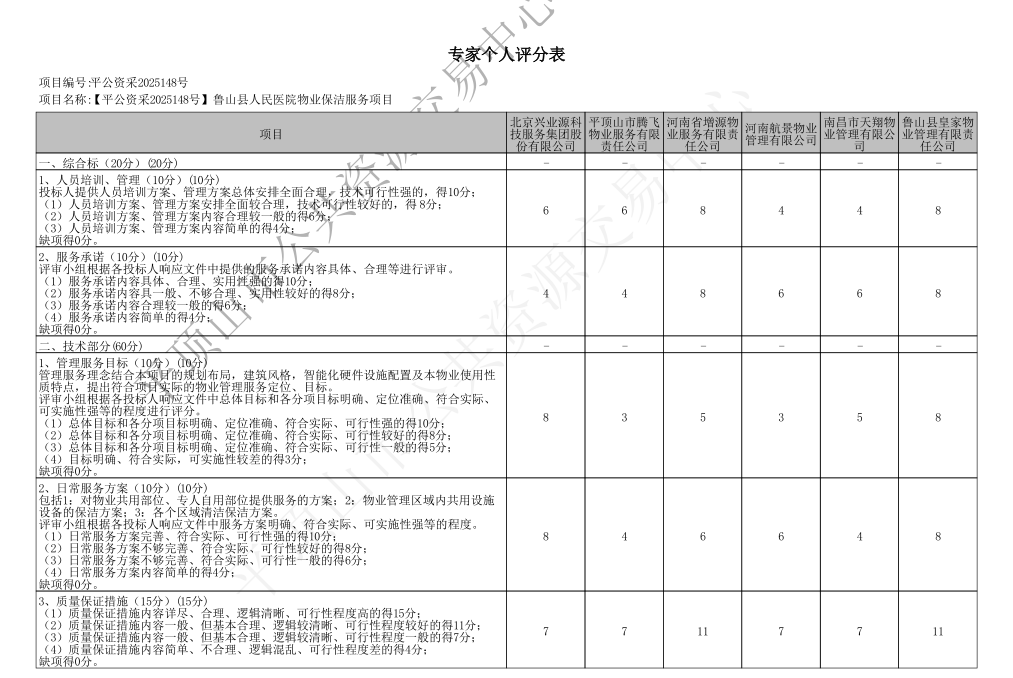 专家个人评分表
项目编号:平公资采2025148号
项目名称:【平公资采2025148号】鲁山县人民医院物业保洁服务项目
项目
北京兴业源科技服务集团股份有限公司
平顶山市腾飞物业服务有限责任公司
河南省增源物业服务有限责任公司
河南航景物业管理有限公司
南昌市天翔物业管理有限公司
鲁山县皇家物业管理有限责任公司
一、综合标（20分）(20分) - - - - - -
1、人员培训、管理（10分）(10分)
投标人提供人员培训方案、管理方案总体安排全面合理，技术可行性强的，得10分；
（1）人员培训方案、管理方案安排全面较合理，技术可行性较好的，得 8分；
（2）人员培训方案、管理方案内容合理较一般的得6分；
（3）人员培训方案、管理方案内容简单的得4分；
缺项得0分。
6 6 8 4 4 8
2、服务承诺（10分）(10分)
评审小组根据各投标人响应文件中提供的服务承诺内容具体、合理等进行评审。
（1）服务承诺内容具体、合理、实用性强的得10分；
（2）服务承诺内容具一般、不够合理、实用性较好的得8分；
（3）服务承诺内容合理较一般的得6分；
（4）服务承诺内容简单的得4分；
缺项得0分。
4 4 8 6 6 8
二、技术部分(60分) - - - - - -
1、管理服务目标（10分）(10分)
管理服务理念结合本项目的规划布局，建筑风格，智能化硬件设施配置及本物业使用性
质特点，提出符合项目实际的物业管理服务定位、目标。
评审小组根据各投标人响应文件中总体目标和各分项目标明确、定位准确、符合实际、
可实施性强等的程度进行评分。
（1）总体目标和各分项目标明确、定位准确、符合实际、可行性强的得10分；
（2）总体目标和各分项目标明确、定位准确、符合实际、可行性较好的得8分；
（3）总体目标和各分项目标明确、定位准确、符合实际、可行性一般的得5分；
（4）目标明确、符合实际，可实施性较差的得3分；
缺项得0分。
8 3 5 3 5 8
2、日常服务方案（10分）(10分)
包括1：对物业共用部位、专人自用部位提供服务的方案；2：物业管理区域内共用设施
设备的保洁方案；3：各个区域清洁保洁方案。
评审小组根据各投标人响应文件中服务方案明确、符合实际、可实施性强等的程度。
（1）日常服务方案完善、符合实际、可行性强的得10分；
（2）日常服务方案不够完善、符合实际、可行性较好的得8分；
（3）日常服务方案不够完善、符合实际、可行性一般的得6分；
（4）日常服务方案内容简单的得4分；
缺项得0分。
8 4 6 6 4 8
3、质量保证措施（15分）(15分)
（1）质量保证措施内容详尽、合理、逻辑清晰、可行性程度高的得15分；
（2）质量保证措施内容一般、但基本合理、逻辑较清晰、可行性程度较好的得11分；
（3）质量保证措施内容一般、但基本合理、逻辑较清晰、可行性程度一般的得7分；
（4）质量保证措施内容简单、不合理、逻辑混乱、可行性程度差的得4分；
缺项得0分。
7 7 11 7 7 11
平顶山市公共资源交易中心
平顶山市公共资源交易中心